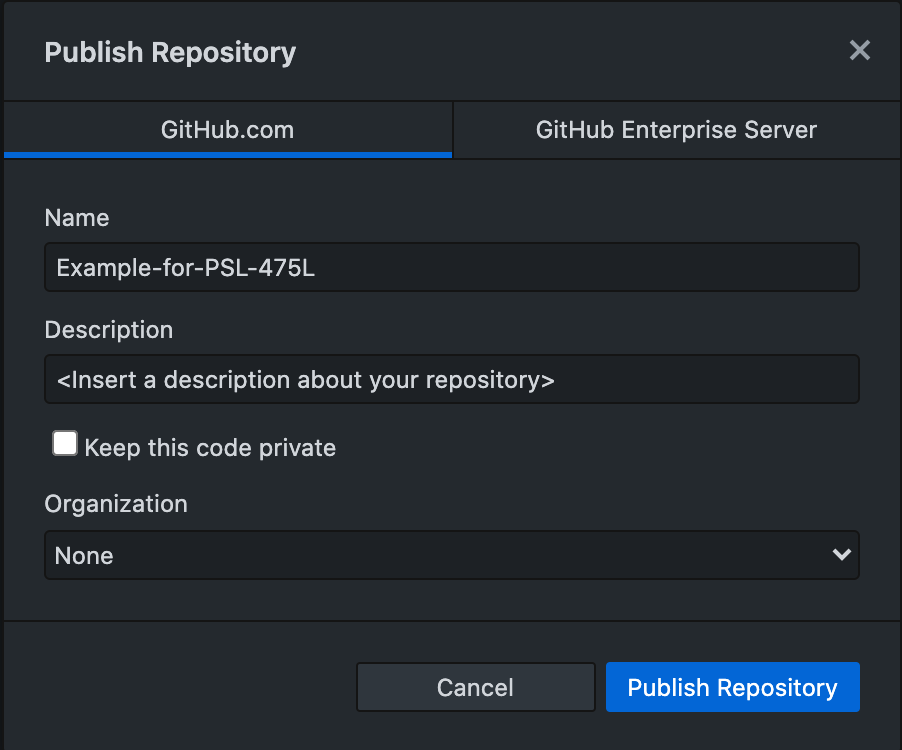 Publish Repository
GitHub.com
GitHub Enterprise Server
Name
Example-for-PSL-475L
Description
<Insert a description about your repository>
Keep this code private
Organization
None
Cancel
Publish Repository